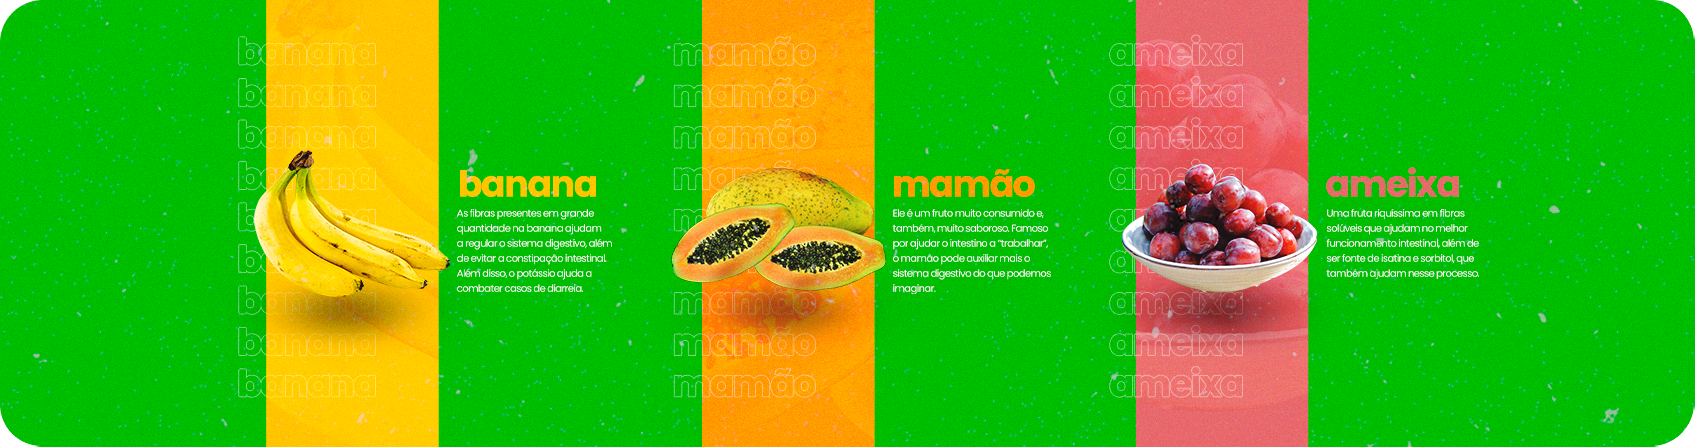 banana
banana
banana
banana
banana
banana
banana
banana
banana
banana
As fibras presentes em grande
quantidade na banana ajudam
a regular o sistema digestivo, além
de evitar a constipação intestinal.
Além disso, o potássio ajuda a
combater casos de diarreia.
mamão
mamão
mamão
mamão
mamão
mamão
mamão
mamão
Ele é um fruto muito consumido e,
também, muito saboroso. Famoso
por ajudar o intestino a “trabalhar”,
o mamão pode auxiliar mais o
sistema digestivo do que podemos
imaginar.
ameixa
ameixa
ameixa
ameixa
ameixa
ameixa
ameixa
ameixa
ameixa
ameixa
Uma fruta riquíssima em fibras
solúveis que ajudam no melhor
funcionamento intestinal, além de
ser fonte de isatina e sorbitol, que
também ajudam nesse processo.